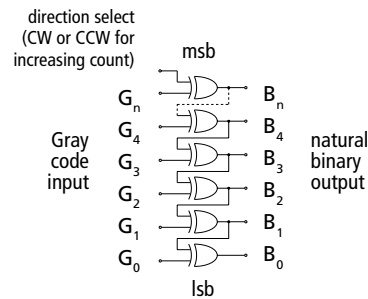 direction select
(CW or CCW for
increasing count)
msb
Gₙ Bₙ
G₄ B₄
G₃ B₃
G₂ B₂
G₁ B₁
G₀ B₀
Gray
code
input
natural
binary
output
lsb